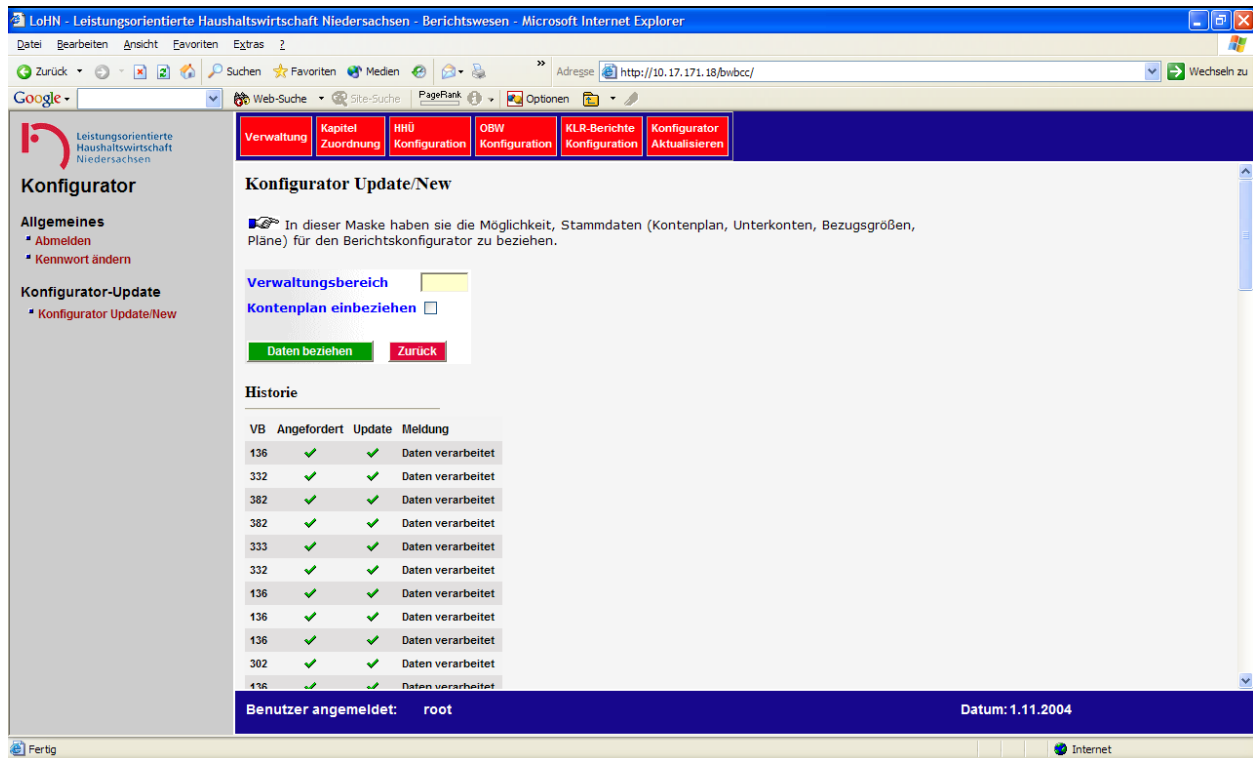 LoHN - Leistungsorientierte Haushaltswirtschaft Niedersachsen - Berichtswesen - Microsoft Internet Explorer
Datei Bearbeiten Ansicht Favoriten Extras ?
Zurück Suchen Favoriten Medien » Adresse http://10.17.171.18/bwbcc/ Wechseln zu
Google Web-Suche Site-Suche PageRank Optionen
Leistungsorientierte
Haushaltswirtschaft
Niedersachsen
Konfigurator
Allgemeines
Abmelden
Kennwort ändern
Konfigurator-Update
Konfigurator Update/New
Verwaltung
Kapitel
Zuordnung
HHÜ
Konfiguration
OBW
Konfiguration
KLR-Berichte
Konfiguration
Konfigurator
Aktualisieren
Konfigurator Update/New
In dieser Maske haben sie die Möglichkeit, Stammdaten (Kontenplan, Unterkonten, Bezugsgrößen,
Pläne) für den Berichtskonfigurator zu beziehen.
Verwaltungsbereich
Kontenplan einbeziehen
Daten beziehen Zurück
Historie
VB Angefordert Update Meldung
136 Daten verarbeitet
332 Daten verarbeitet
382 Daten verarbeitet
382 Daten verarbeitet
333 Daten verarbeitet
332 Daten verarbeitet
136 Daten verarbeitet
136 Daten verarbeitet
136 Daten verarbeitet
302 Daten verarbeitet
136 Daten verarbeitet
Benutzer angemeldet: root Datum: 1.11.2004
Fertig Internet